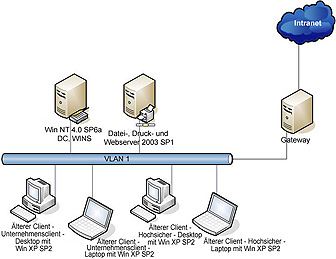 Intranet
Win NT 4.0 SP6a
DC, WINS
Datei-, Druck- und
Webserver 2003 SP1
Gateway
VLAN 1
Älterer Client -
Unternehmensclient -
Desktop mit
Win XP SP2
Älterer Client -
Unternehmensclient -
Laptop mit Win XP SP2
Älterer Client -
Hochsicher - Desktop
mit Win XP SP2
Älterer Client - Hochsicher -
Laptop mit Win XP SP2